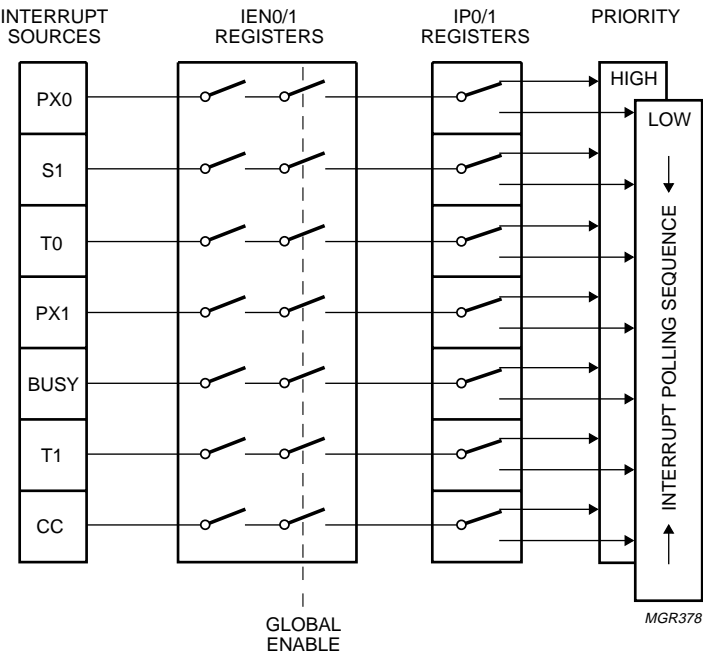 INTERRUPT
SOURCES
IEN0/1
REGISTERS
IP0/1
REGISTERS
PRIORITY
HIGH
LOW
PX0
S1
T0
PX1
BUSY
T1
CC
INTERRUPT POLLING SEQUENCE
GLOBAL
ENABLE
MGR378